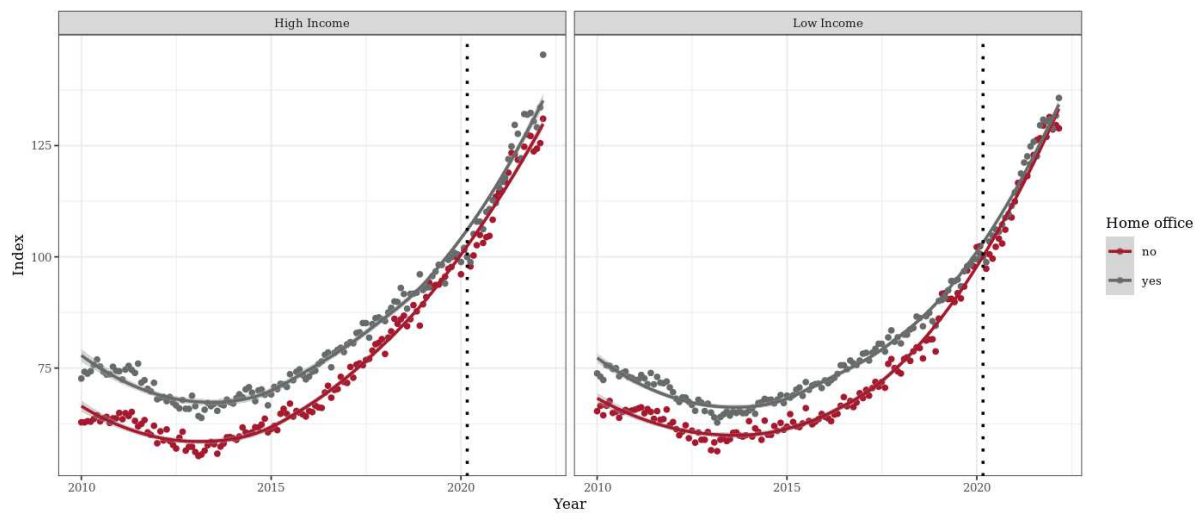 High Income
Low Income
Index
125
100
75
2010
2015
2020
2010
2015
2020
Year
Home office
no
yes